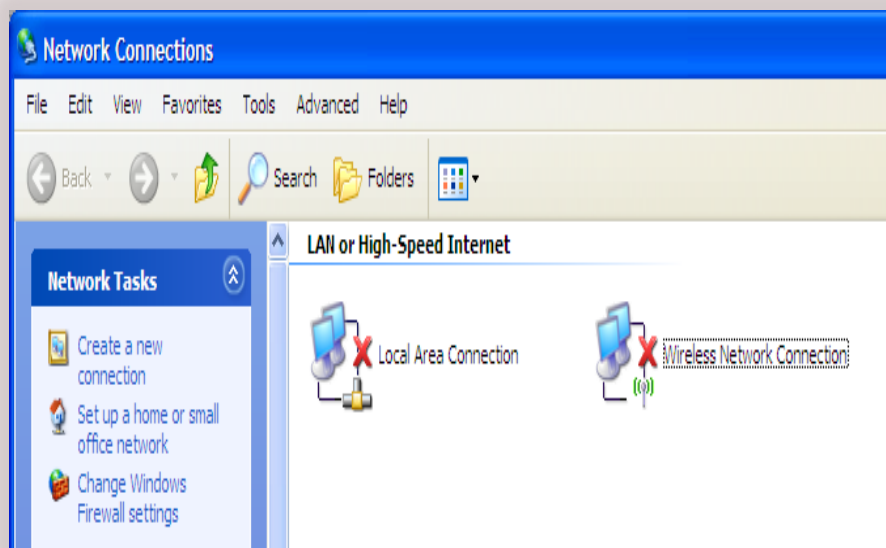 Network Connections
File Edit View Favorites Tools Advanced Help
Back Search Folders
Network Tasks
Create a new
connection
Set up a home or small
office network
Change Windows
Firewall settings
LAN or High-Speed Internet
Local Area Connection
Wireless Network Connection